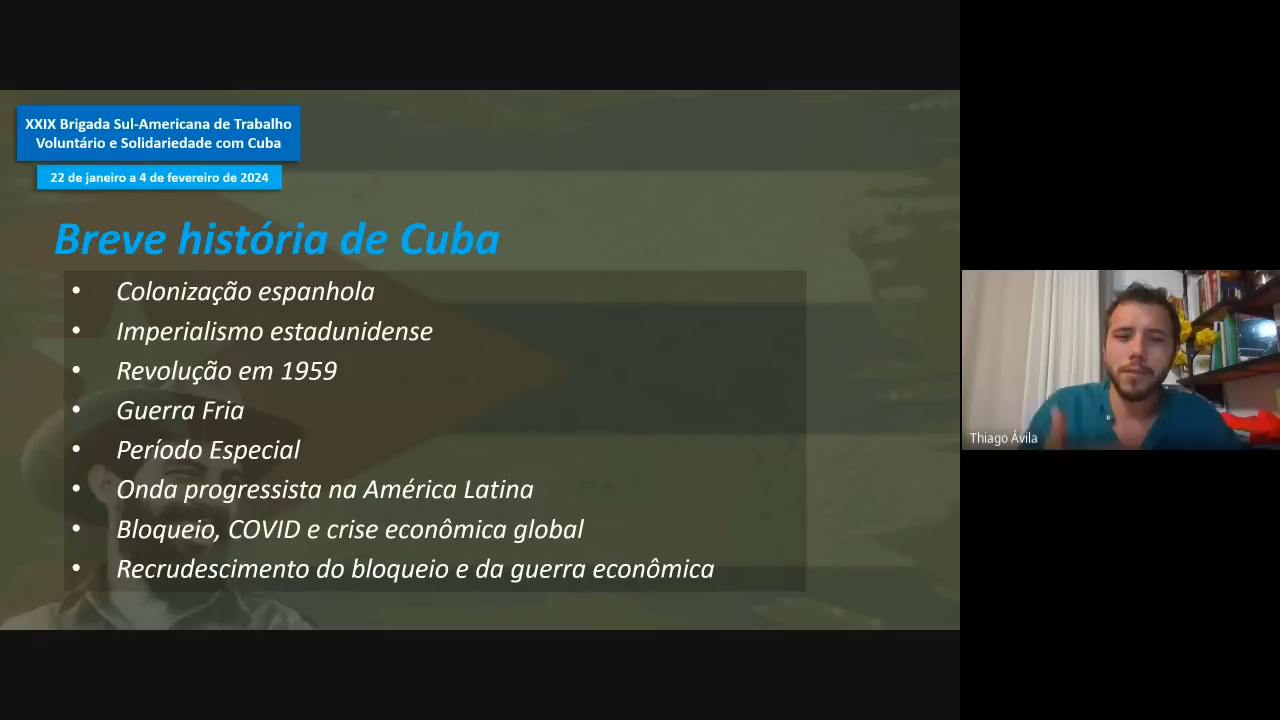 XXIX Brigada Sul-Americana de Trabalho
Voluntário e Solidariedade com Cuba
22 de janeiro a 4 de fevereiro de 2024
Breve história de Cuba
• Colonização espanhola
• Imperialismo estadunidense
• Revolução em 1959
• Guerra Fria
• Período Especial
• Onda progressista na América Latina
• Bloqueio, COVID e crise econômica global
• Recrudescimento do bloqueio e da guerra econômica
Thiago Ávila